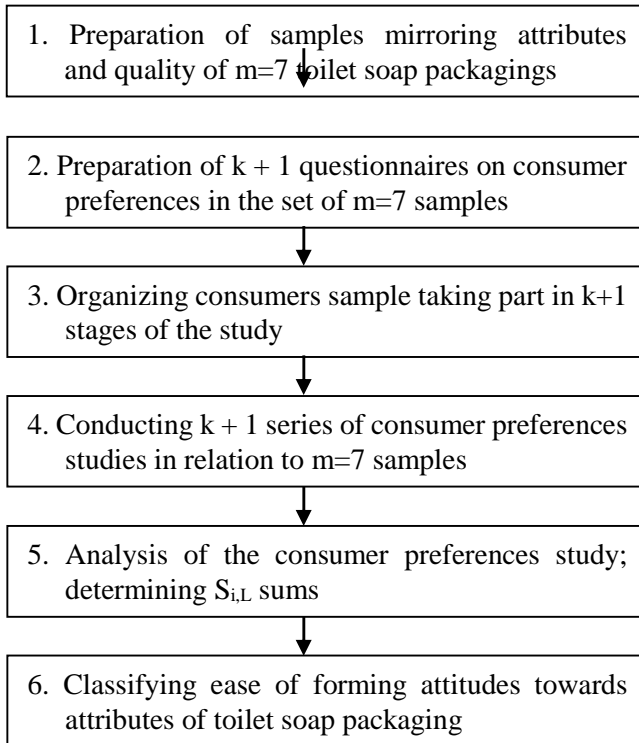 1. Preparation of samples mirroring attributes
and quality of m=7 toilet soap packagings
2. Preparation of k + 1 questionnaires on consumer
preferences in the set of m=7 samples
3. Organizing consumers sample taking part in k+1
stages of the study
4. Conducting k + 1 series of consumer preferences
studies in relation to m=7 samples
5. Analysis of the consumer preferences study;
determining S<sub>i,L</sub> sums
6. Classifying ease of forming attitudes towards
attributes of toilet soap packaging